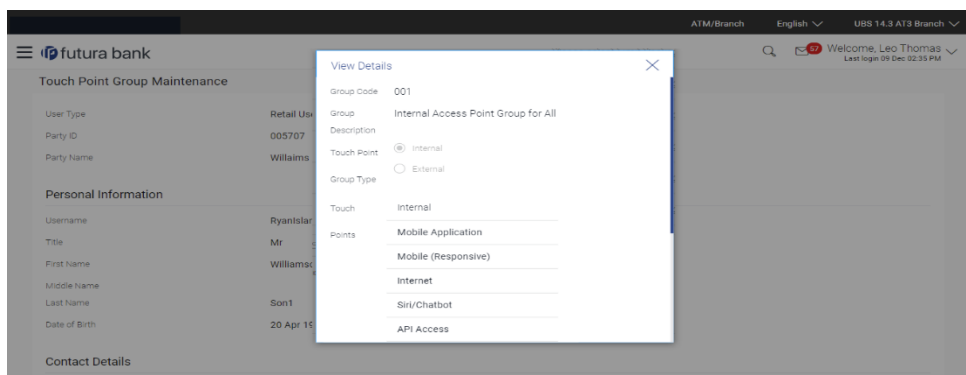 ATM/Branch English UBS 14.3 AT3 Branch
futura bank
57 Welcome, Leo Thomas
Last login 09 Dec 02:35 PM
Touch Point Group Maintenance
User Type Retail Use
Party ID 005707
Party Name Willaims
Personal Information
Username RyanIslar
Title Mr
First Name Williamso
Middle Name
Last Name Son1
Date of Birth 20 Apr 19
Contact Details
View Details
Group Code 001
Group Description Internal Access Point Group for All
Touch Point Group Type Internal
External
Touch Points Internal
Mobile Application
Mobile (Responsive)
Internet
Siri/Chatbot
API Access